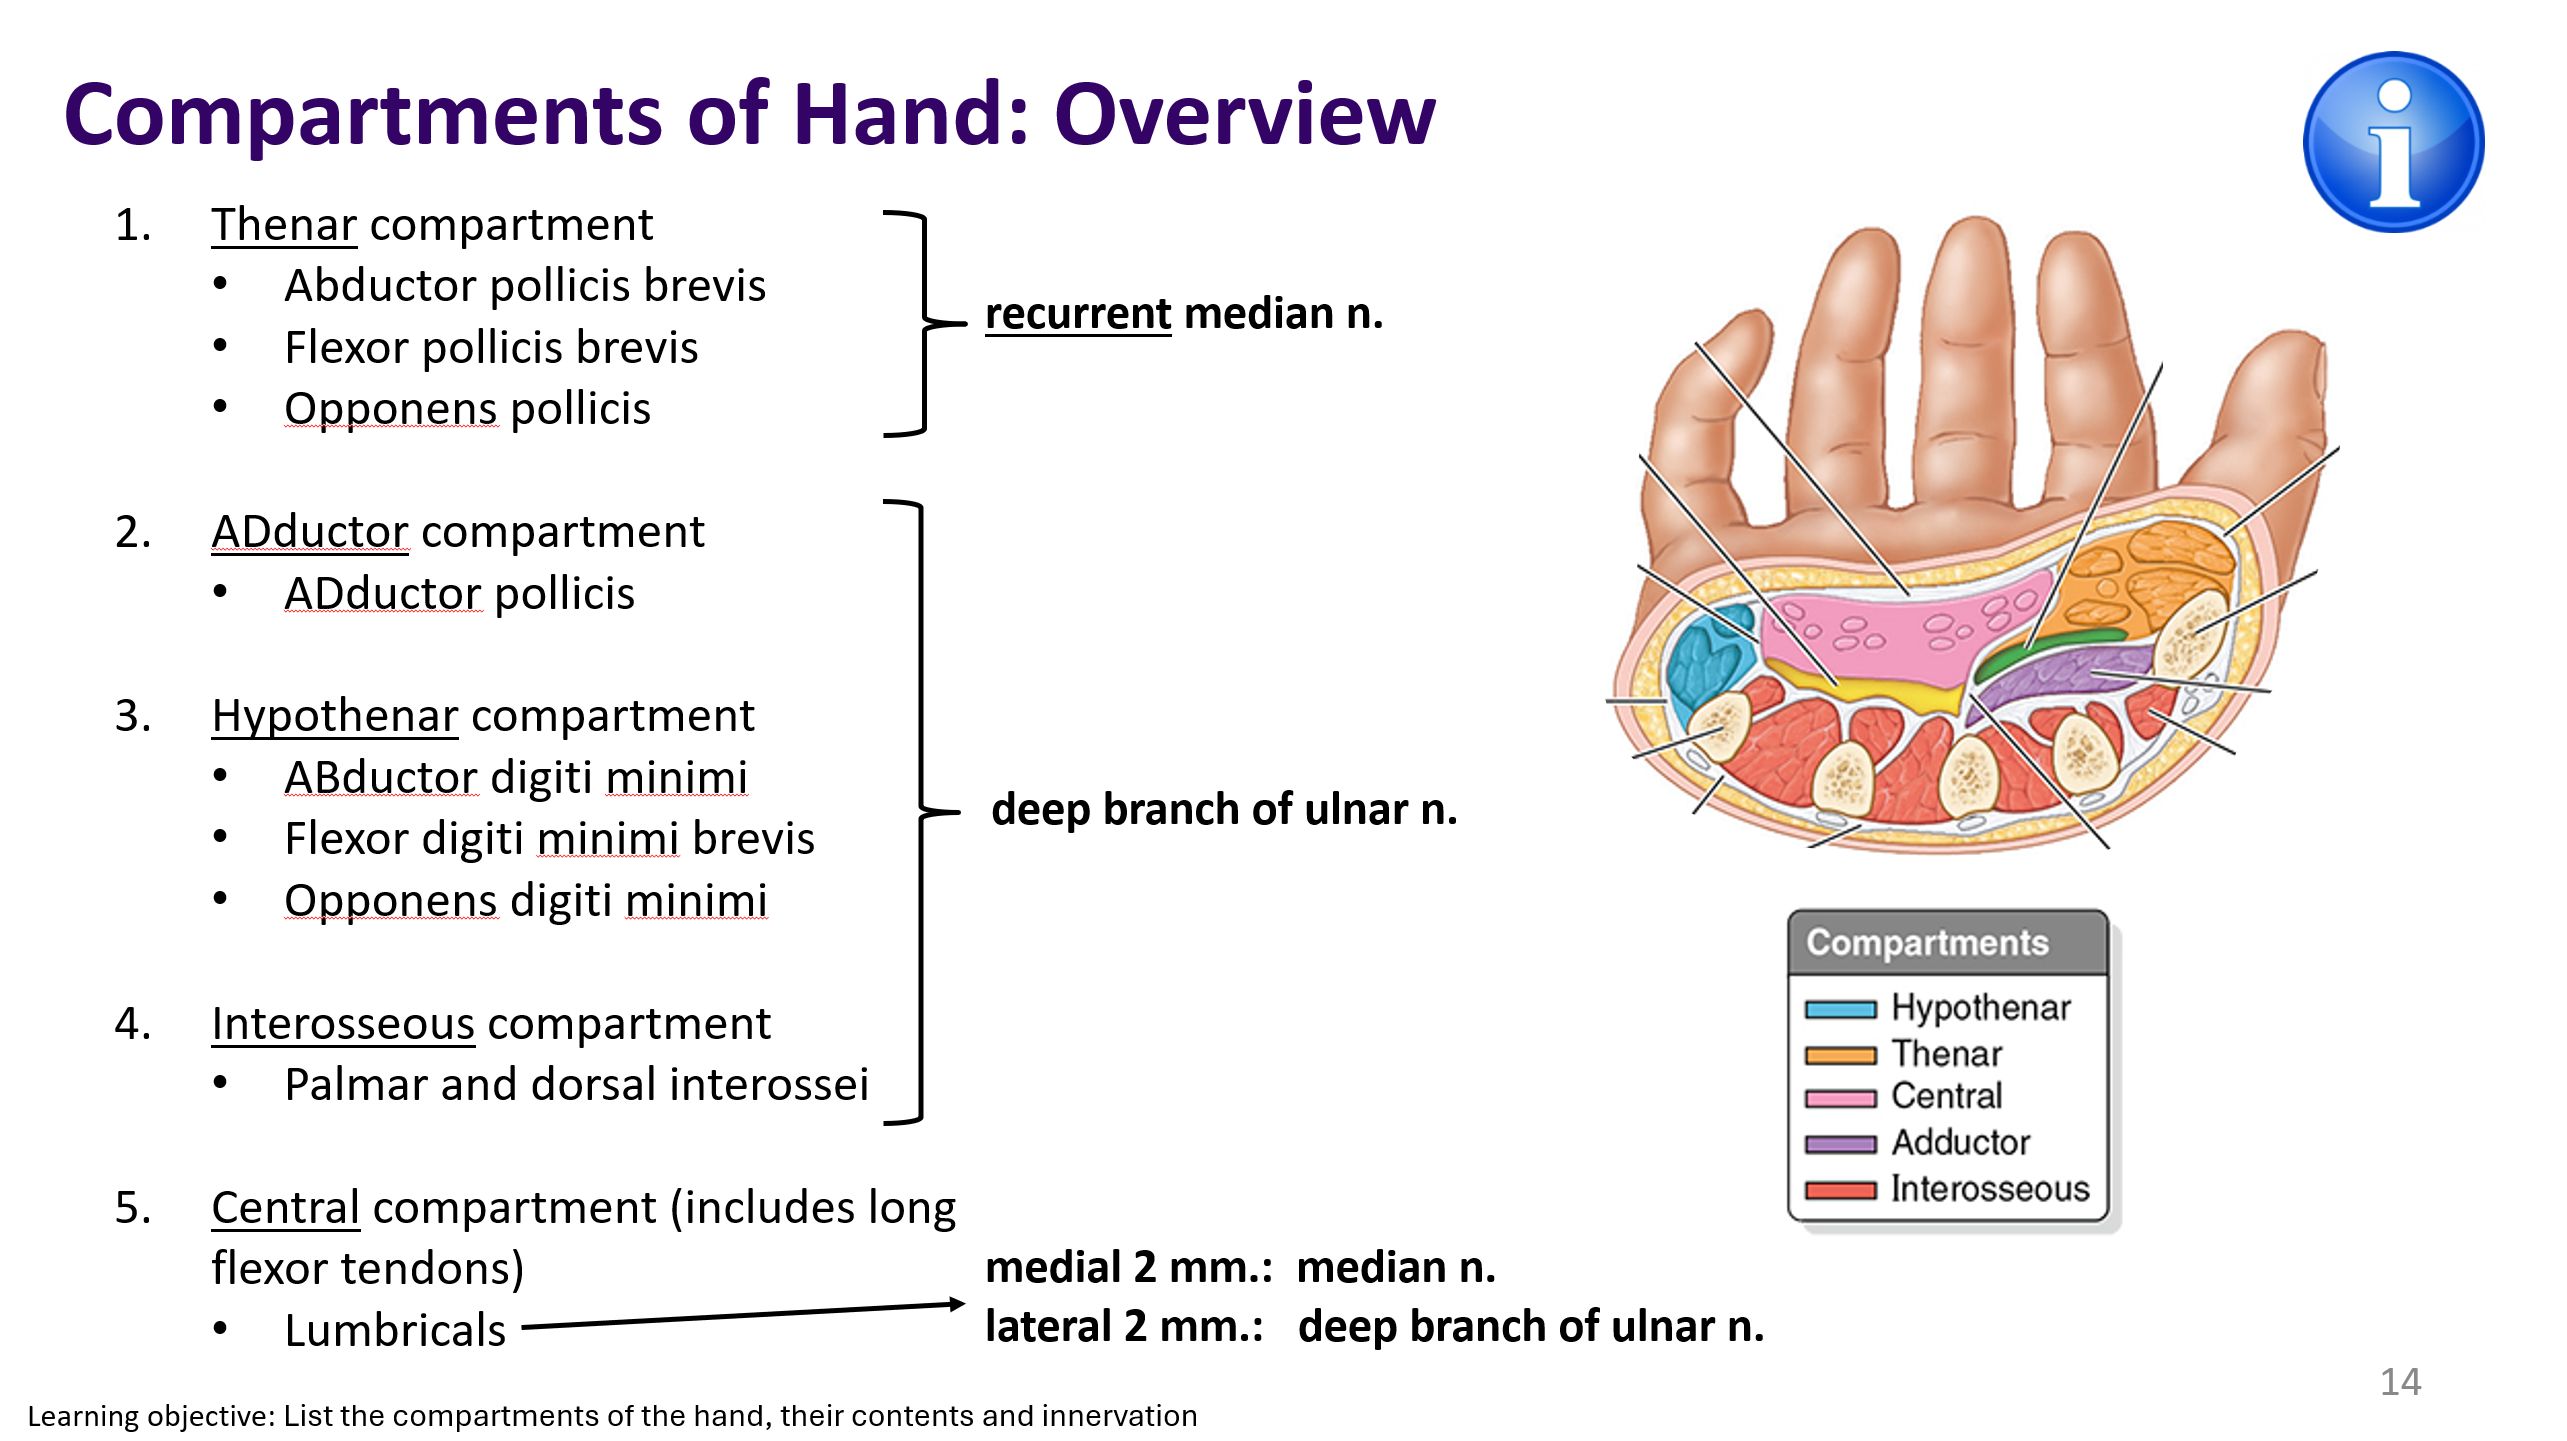 Compartments of Hand: Overview
1. Thenar compartment
• Abductor pollicis brevis
• Flexor pollicis brevis
• Opponens pollicis
recurrent median n.
2. ADductor compartment
• ADductor pollicis
3. Hypothenar compartment
• ABductor digiti minimi
• Flexor digiti minimi brevis
• Opponens digiti minimi
4. Interosseous compartment
• Palmar and dorsal interossei
deep branch of ulnar n.
5. Central compartment (includes long
flexor tendons)
• Lumbricals
medial 2 mm.: median n.
lateral 2 mm.: deep branch of ulnar n.
Compartments
Hypothenar
Thenar
Central
Adductor
Interosseous
14
Learning objective: List the compartments of the hand, their contents and innervation